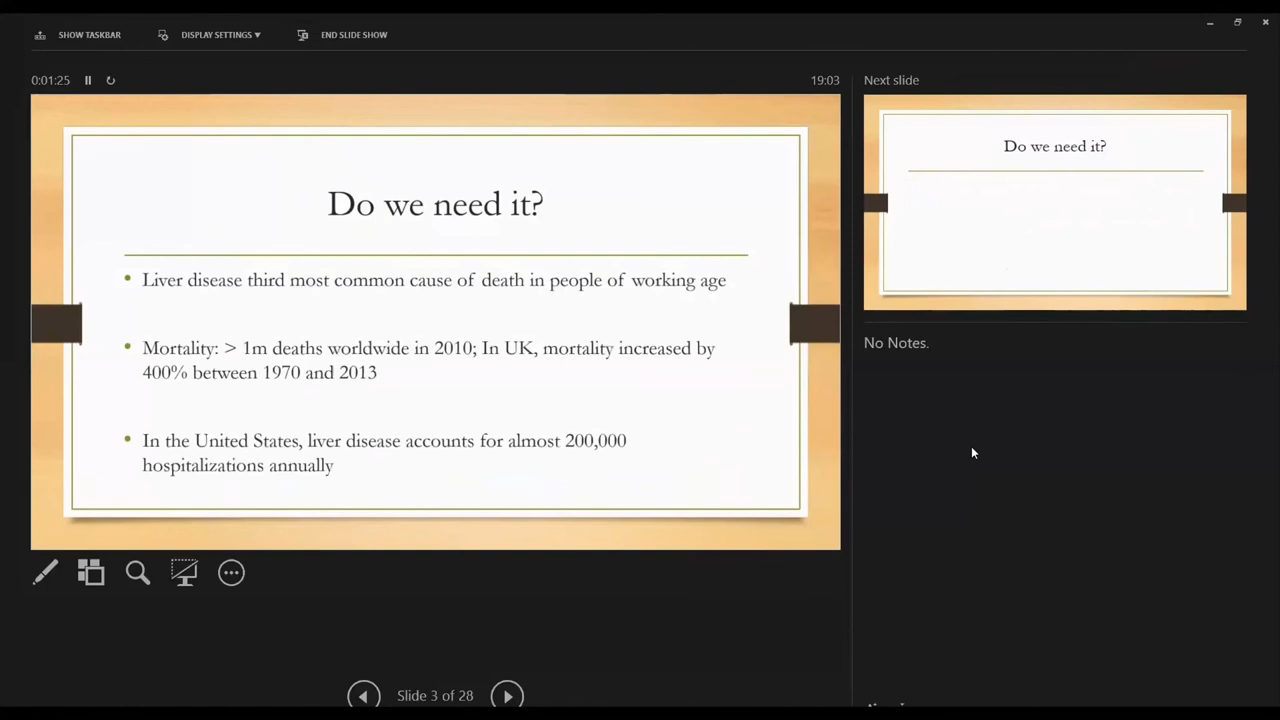 SHOW TASKBAR
DISPLAY SETTINGS ▾
END SLIDE SHOW
0:01:25
19:03
Do we need it?
• Liver disease third most common cause of death in people of working age
• Mortality: > 1m deaths worldwide in 2010; In UK, mortality increased by
400% between 1970 and 2013
• In the United States, liver disease accounts for almost 200,000
hospitalizations annually
Slide 3 of 28
Next slide
Do we need it?
No Notes.